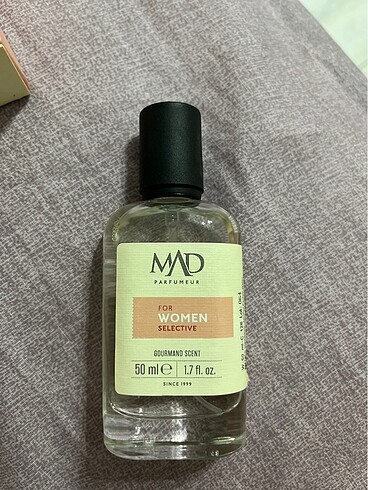 MAD
PARFUMEUR
FOR
WOMEN
SELECTIVE
GOURMAND SCENT
50 ml ℮ 1.7 fl. oz.
SINCE 1999